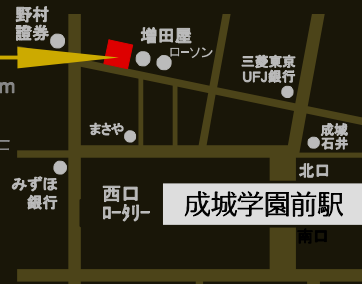 野村
證券
増田屋
ローソン
三菱東京
UFJ銀行
m
まさや
成城
石井
みずほ
銀行
西口
ロータリー
北口
成城学園前駅
南口